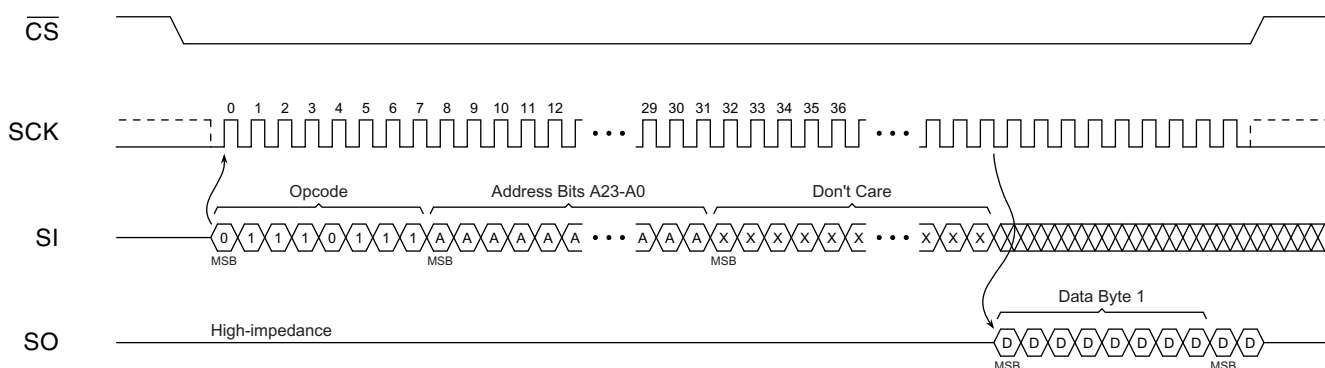 CS
0 1 2 3 4 5 6 7 8 9 10 11 12 29 30 31 32 33 34 35 36
SCK
Opcode Address Bits A23-A0 Don't Care
SI 0 1 1 1 0 1 1 1 A A A A A A ••• A A A X X X X X X ••• X X X
MSB MSB MSB
Data Byte 1
High-impedance
SO D D D D D D D D D D
MSB MSB